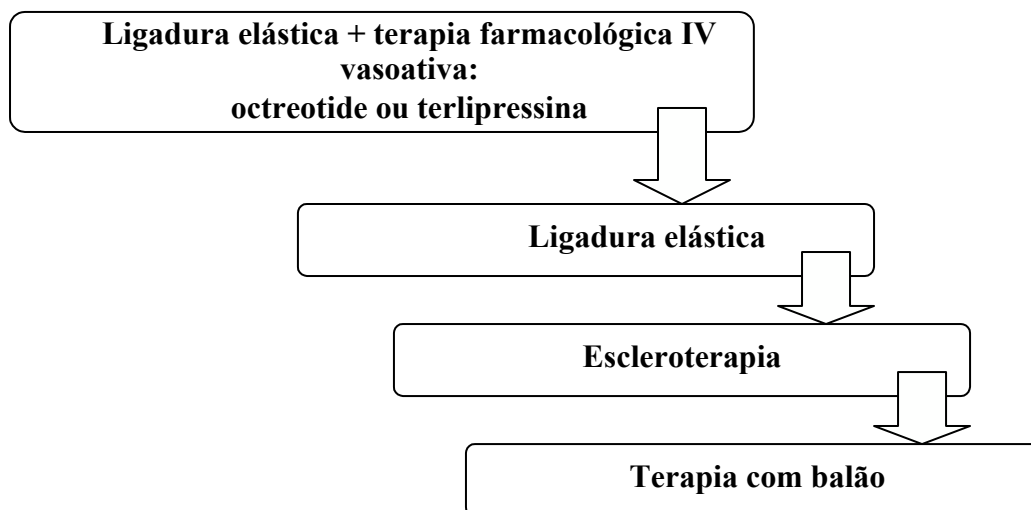 Ligadura elástica + terapia farmacológica IV
vasoativa:
octreotide ou terlipressina
Ligadura elástica
Escleroterapia
Terapia com balão